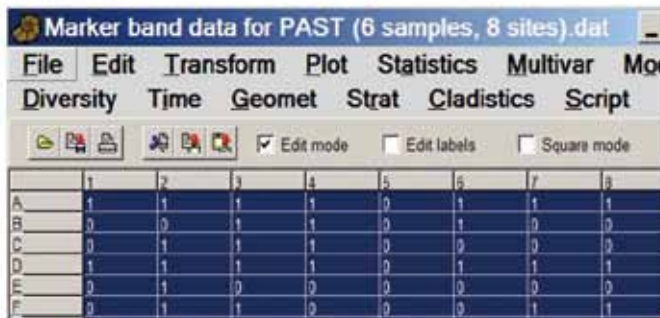 Marker band data for PAST (6 samples, 8 sites).dat
File Edit Transform Plot Statistics Multivar Mo
Diversity Time Geomet Strat Cladistics Script
Edit mode Edit labels Square mode
1 2 3 4 5 6 7 8
A 1 1 1 1 0 1 1 1
B 0 0 1 1 0 1 0 0
C 0 1 1 1 0 0 0 0
D 1 1 1 1 0 1 1 1
E 0 1 0 0 0 0 0 0
F 0 1 1 0 0 0 1 1